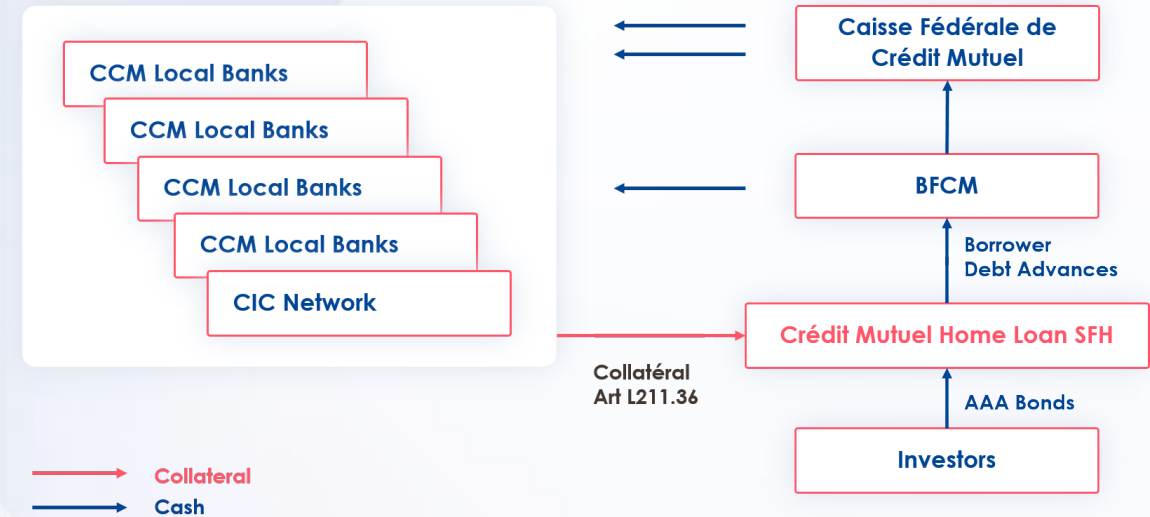 CCM Local Banks
CCM Local Banks
CCM Local Banks
CCM Local Banks
CIC Network
Caisse Fédérale de
Crédit Mutuel
BFCM
Borrower
Debt Advances
Crédit Mutuel Home Loan SFH
Collatéral
Art L211.36
AAA Bonds
Investors
Collateral
Cash